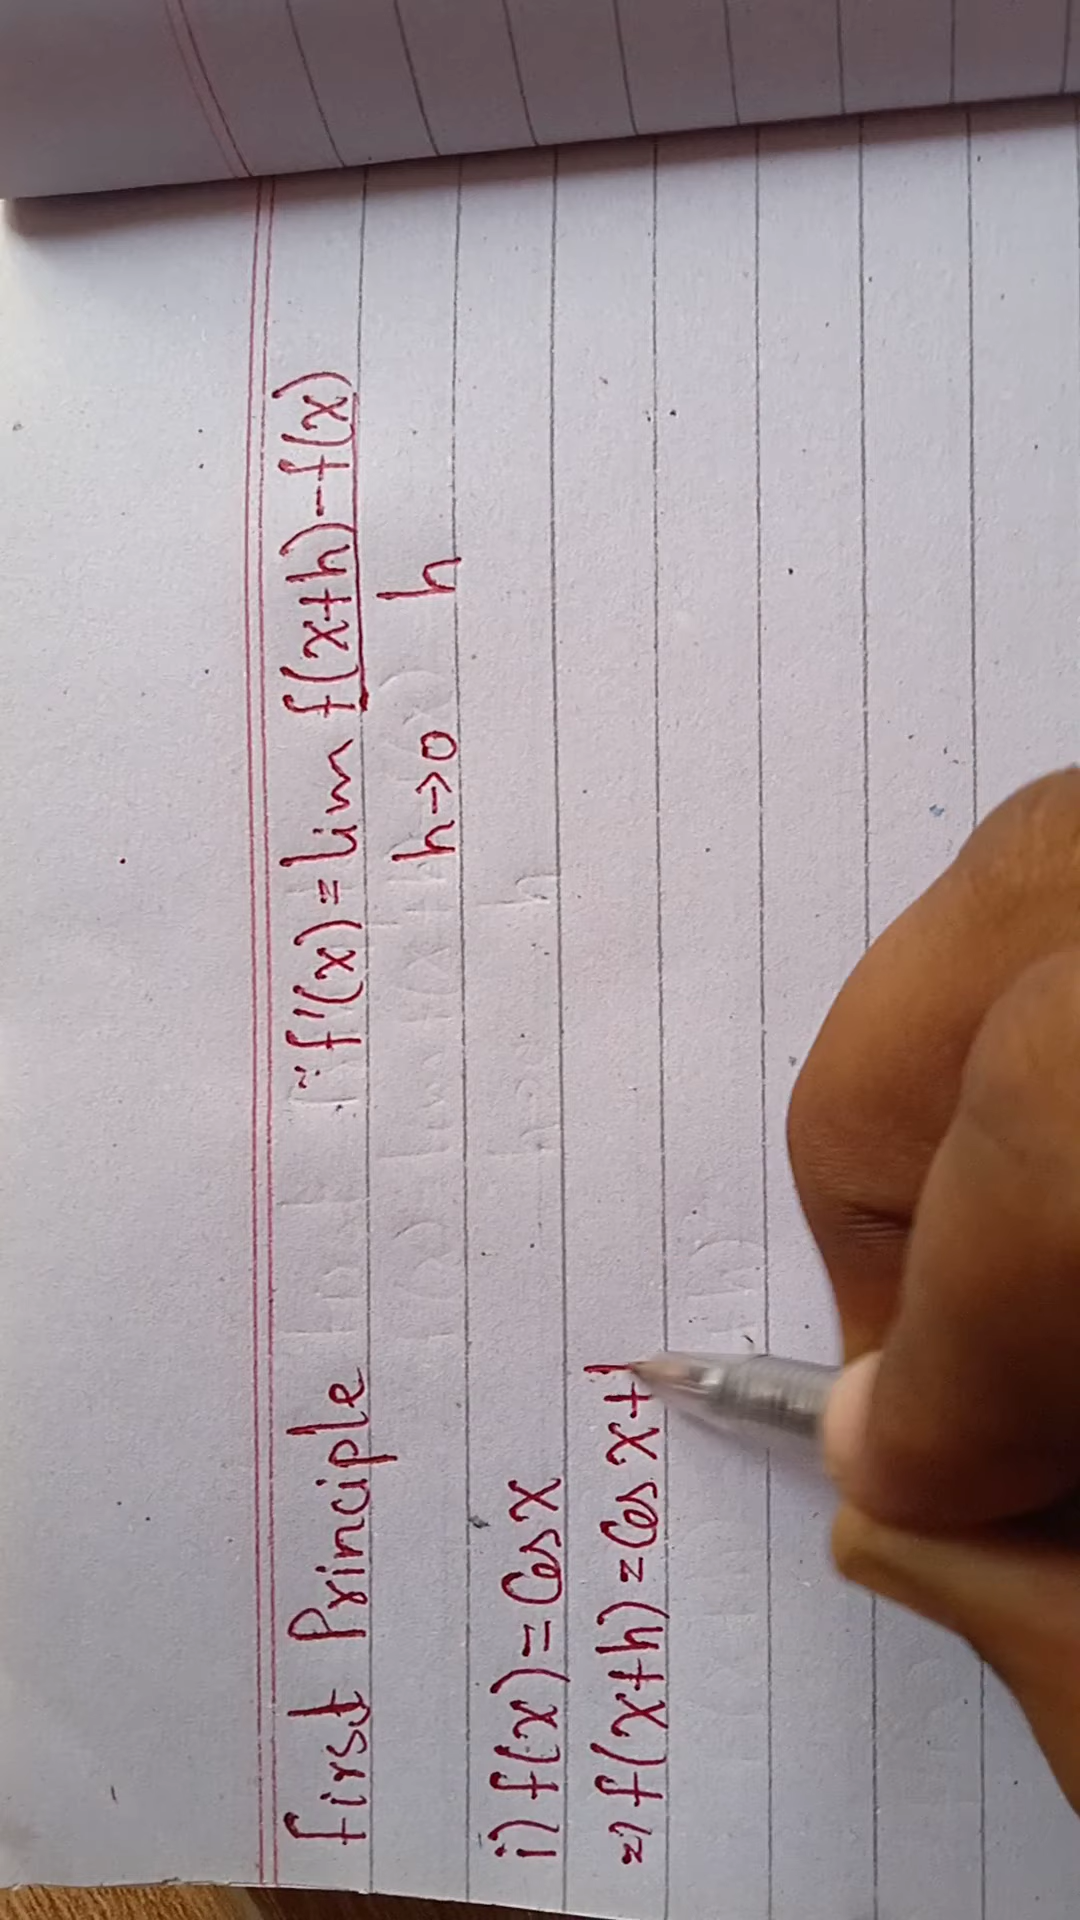 First Principle ∵ f'(x) = lim f(x+h) - f(x)
h→0 h
i) f(x) = Cos x
⇒ f(x+h) = Cos x+